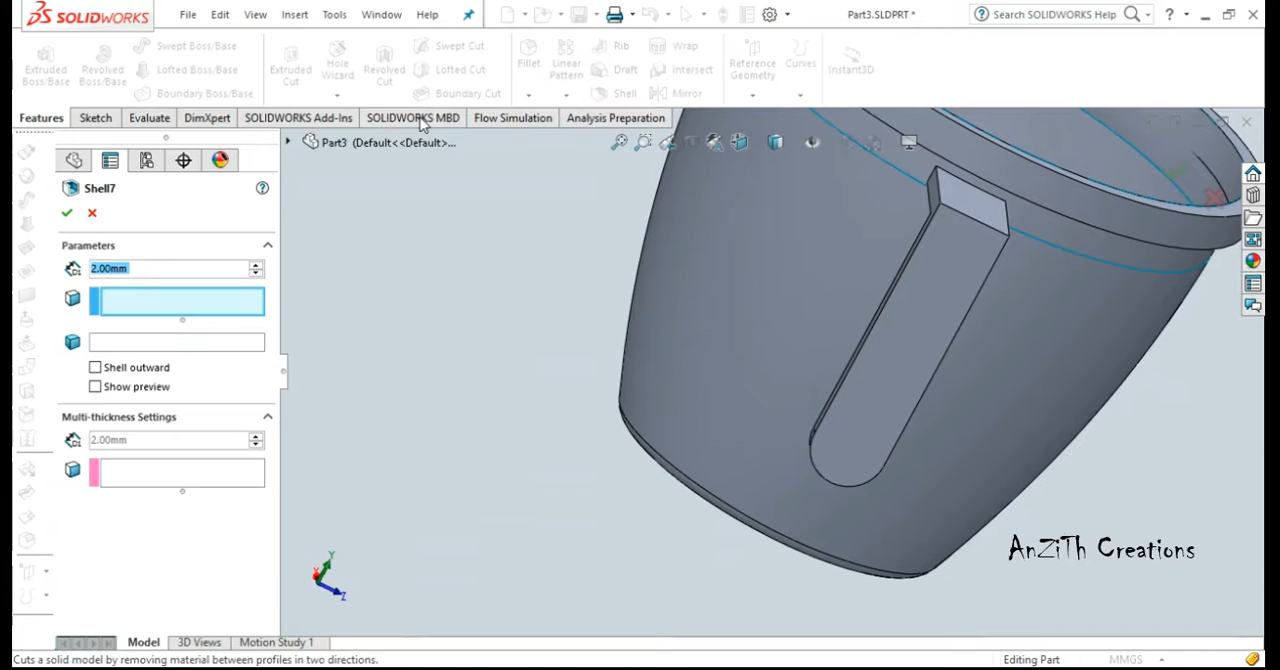 SOLIDWORKS File Edit View Insert Tools Window Help Part3.SLDPRT * Search SOLIDWORKS Help ?
Extruded Boss/Base Revolved Boss/Base Swept Boss/Base Lofted Boss/Base Boundary Boss/Base Extruded Cut Hole Wizard Revolved Cut Swept Cut Lofted Cut Boundary Cut Fillet Linear Pattern Rib Draft Shell Wrap Intersect Mirror Reference Geometry Curves Instant3D
Features Sketch Evaluate DimXpert SOLIDWORKS Add-Ins SOLIDWORKS MBD Flow Simulation Analysis Preparation
Part3 (Default<<Default>...
Shell7
Parameters
2.00mm
Shell outward
Show preview
Multi-thickness Settings
2.00mm
AnZiTh Creations
Y
X
Z
Model 3D Views Motion Study 1
Cuts a solid model by removing material between profiles in two directions. Editing Part MMGS